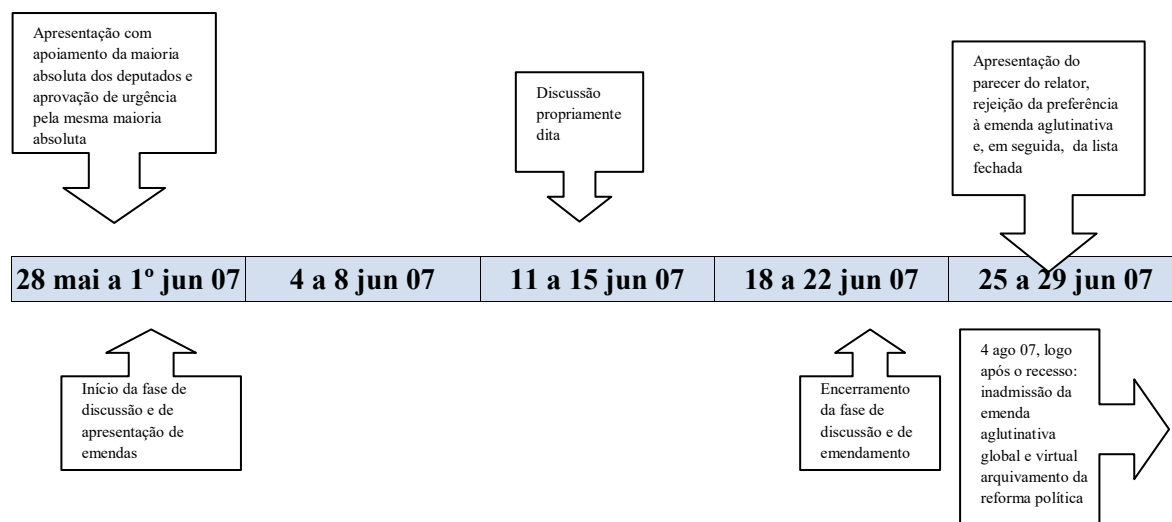 Apresentação com
apoiamento da maioria
absoluta dos deputados e
aprovação de urgência
pela mesma maioria
absoluta
Discussão
propriamente
dita
Apresentação do
parecer do relator,
rejeição da preferência
à emenda aglutinativa
e, em seguida, da lista
fechada
28 mai a 1º jun 07
4 a 8 jun 07
11 a 15 jun 07
18 a 22 jun 07
25 a 29 jun 07
Início da fase de
discussão e de
apresentação de
emendas
Encerramento
da fase de
discussão e de
emendamento
4 ago 07, logo
após o recesso:
inadmissão da
emenda
aglutinativa
global e virtual
arquivamento da
reforma política